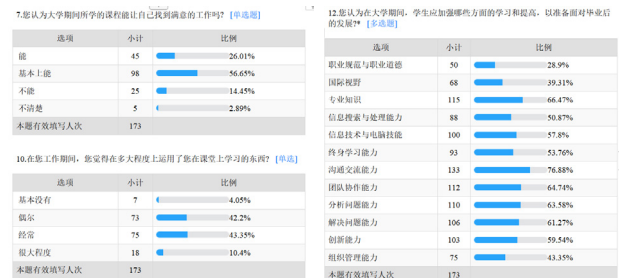 7.您认为大学期间所学的课程能让自己找到满意的工作吗? [单选题]
选项 小计 比例
能 45 26.01%
基本上能 98 56.65%
不能 25 14.45%
不清楚 5 2.89%
本题有效填写人次 173
10.在您工作期间，您觉得在多大程度上运用了您在课堂上学习的东西? [单选]
选项 小计 比例
基本没有 7 4.05%
偶尔 73 42.2%
经常 75 43.35%
很大程度 18 10.4%
本题有效填写人次 173
12.您认为在大学期间，学生应加强哪些方面的学习和提高，以准备面对毕业后
的发展?* [多选题]
选项 小计 比例
职业规范与职业道德 50 28.9%
国际视野 68 39.31%
专业知识 115 66.47%
信息搜索与处理能力 88 50.87%
信息技术与电脑技能 100 57.8%
终身学习能力 93 53.76%
沟通交流能力 133 76.88%
团队协作能力 112 64.74%
分析问题能力 110 63.58%
解决问题能力 106 61.27%
创新能力 103 59.54%
组织管理能力 75 43.35%
本题有效填写人次 173